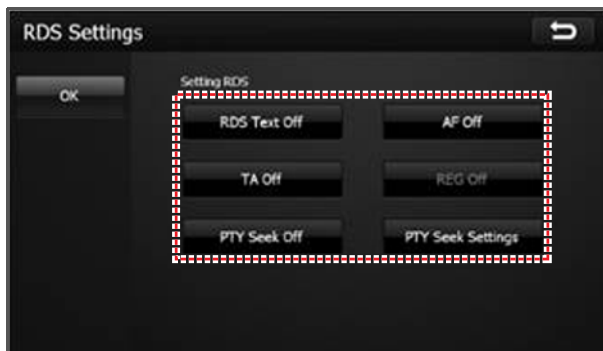 RDS Settings
Setting RDS
OK
RDS Text Off
AF Off
TA Off
REG Off
PTY Seek Off
PTY Seek Settings